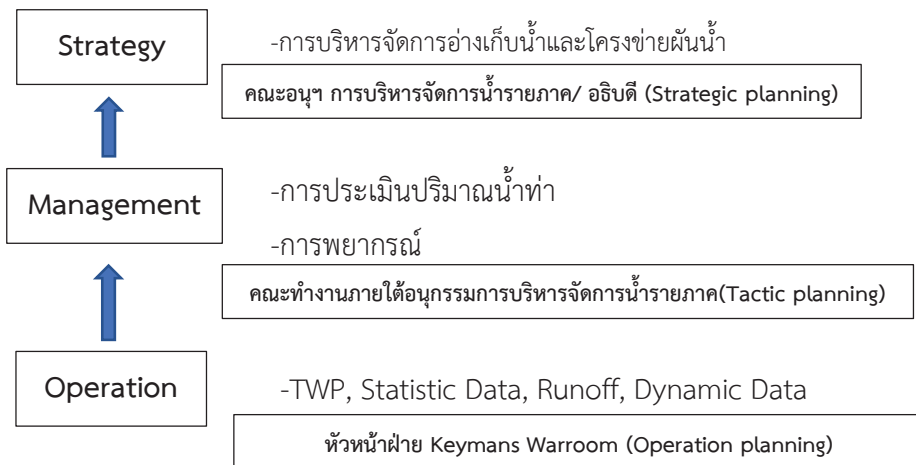 Strategy
-การบริหารจัดการอ่างเก็บน้ำและโครงข่ายผันน้ำ
คณะอนุฯ การบริหารจัดการน้ำรายภาค/ อธิบดี (Strategic planning)
Management
-การประเมินปริมาณน้ำท่า
-การพยากรณ์
คณะทำงานภายใต้อนุกรรมการบริหารจัดการน้ำรายภาค(Tactic planning)
Operation
-TWP, Statistic Data, Runoff, Dynamic Data
หัวหน้าฝ่าย Keymans Warroom (Operation planning)